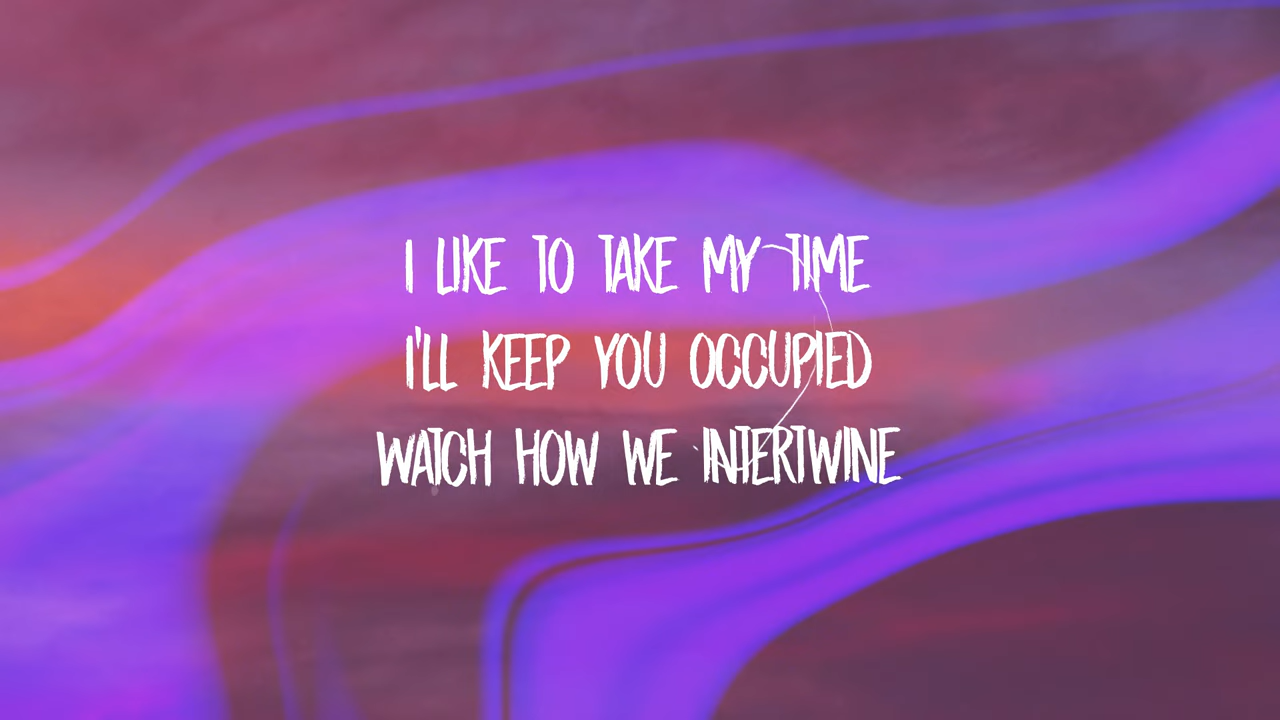 I LIKE TO TAKE MY TIME
I'LL KEEP YOU OCCUPIED
WATCH HOW WE INTERTWINE